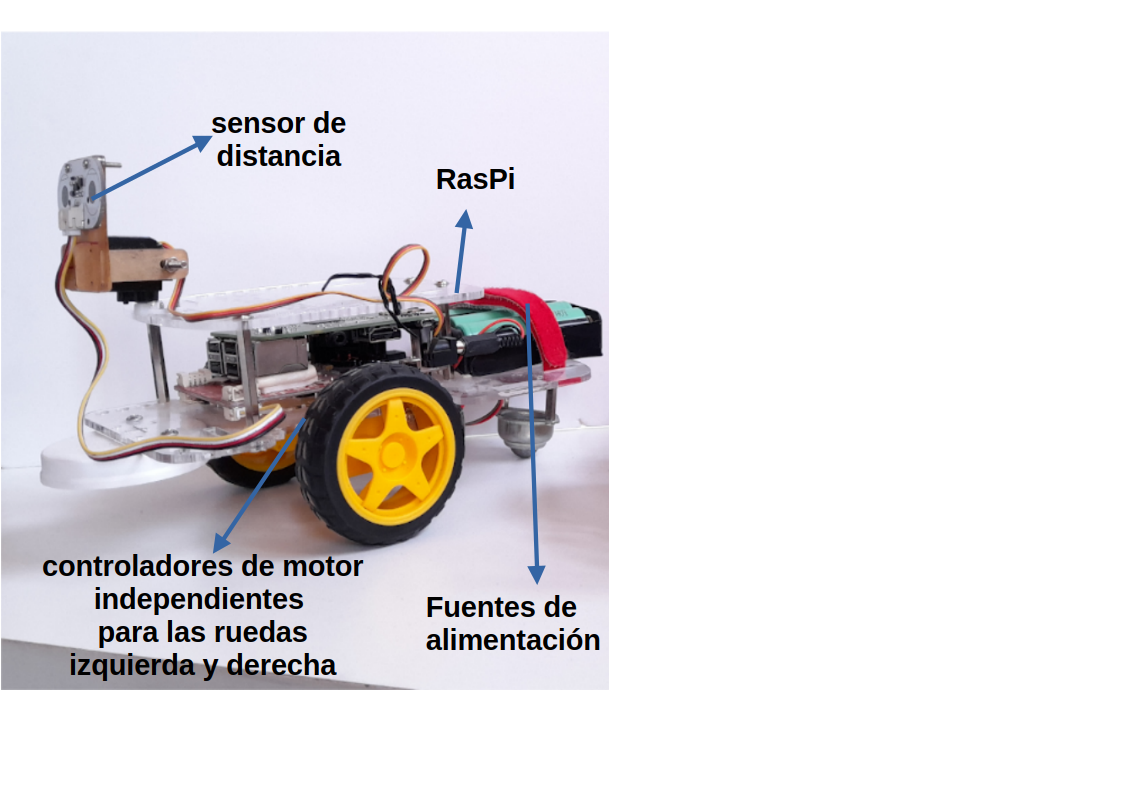 sensor de
distancia
RasPi
controladores de motor
independientes
para las ruedas
izquierda y derecha
Fuentes de
alimentación